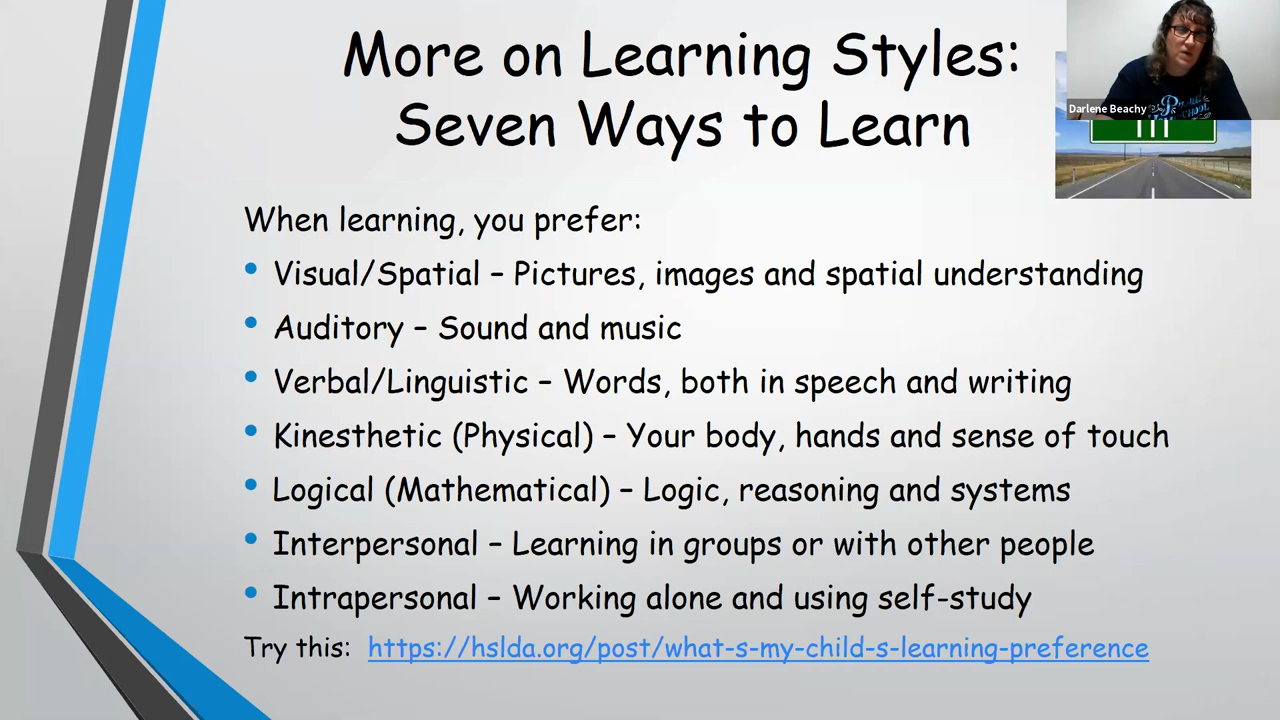 More on Learning Styles:
Seven Ways to Learn
Darlene Beachy
When learning, you prefer:
• Visual/Spatial – Pictures, images and spatial understanding
• Auditory – Sound and music
• Verbal/Linguistic – Words, both in speech and writing
• Kinesthetic (Physical) – Your body, hands and sense of touch
• Logical (Mathematical) – Logic, reasoning and systems
• Interpersonal – Learning in groups or with other people
• Intrapersonal – Working alone and using self-study
Try this: https://hslda.org/post/what-s-my-child-s-learning-preference